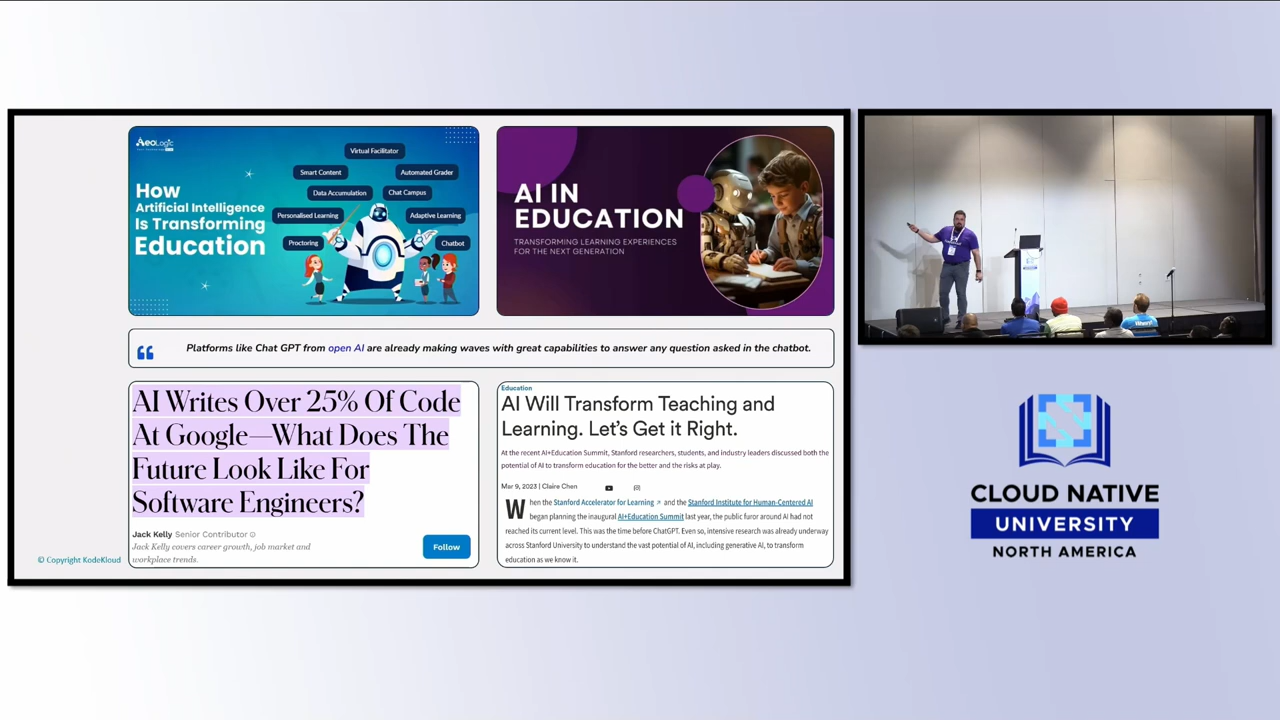 AeoLogic
How
Artificial Intelligence
Is Transforming
Education
Virtual Facilitator
Smart Content
Automated Grader
Data Accumulation
Chat Campus
Personalised Learning
Adaptive Learning
Proctoring
Chatbot
AI IN
EDUCATION
TRANSFORMING LEARNING EXPERIENCES
FOR THE NEXT GENERATION
Platforms like Chat GPT from open AI are already making waves with great capabilities to answer any question asked in the chatbot.
AI Writes Over 25% Of Code
At Google—What Does The
Future Look Like For
Software Engineers?
Jack Kelly Senior Contributor
Jack Kelly covers career growth, job market and
workplace trends.
Follow
Education
AI Will Transform Teaching and
Learning. Let's Get it Right.
At the recent AI+Education Summit, Stanford researchers, students, and industry leaders discussed both the
potential of AI to transform education for the better and the risks at play.
Mar 9, 2023 | Claire Chen
When the Stanford Accelerator for Learning and the Stanford Institute for Human-Centered AI
began planning the inaugural AI+Education Summit last year, the public furor around AI had not
reached its current level. This was the time before ChatGPT. Even so, intensive research was already underway
across Stanford University to understand the vast potential of AI, including generative AI, to transform
education as we know it.
© Copyright KodeKloud
CLOUD NATIVE
UNIVERSITY
NORTH AMERICA